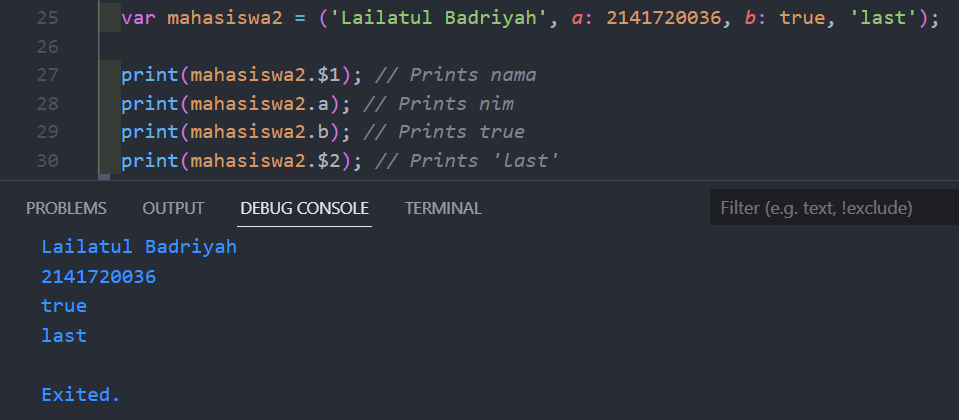 25 var mahasiswa2 = ('Lailatul Badriyah', a: 2141720036, b: true, 'last');
26
27 print(mahasiswa2.$1); // Prints nama
28 print(mahasiswa2.a); // Prints nim
29 print(mahasiswa2.b); // Prints true
30 print(mahasiswa2.$2); // Prints 'last'
PROBLEMS OUTPUT DEBUG CONSOLE TERMINAL Filter (e.g. text, !exclude)
Lailatul Badriyah
2141720036
true
last
Exited.